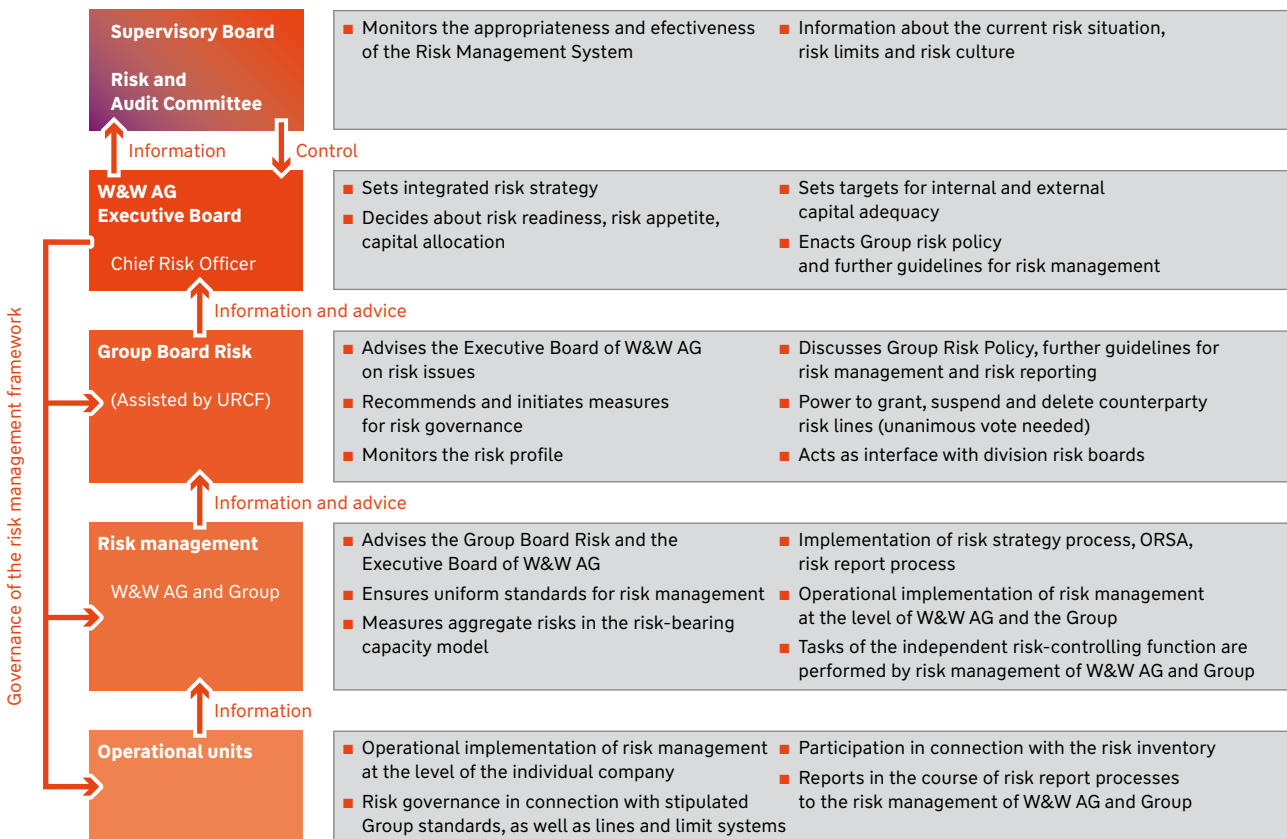 Supervisory Board
Risk and
Audit Committee
■ Monitors the appropriateness and efectiveness
of the Risk Management System
■ Information about the current risk situation,
risk limits and risk culture
Information
Control
W&W AG
Executive Board
Chief Risk Officer
■ Sets integrated risk strategy
■ Decides about risk readiness, risk appetite,
capital allocation
■ Sets targets for internal and external
capital adequacy
■ Enacts Group risk policy
and further guidelines for risk management
Information and advice
Governance of the risk management framework
Group Board Risk
(Assisted by URCF)
■ Advises the Executive Board of W&W AG
on risk issues
■ Recommends and initiates measures
for risk governance
■ Monitors the risk profile
■ Discusses Group Risk Policy, further guidelines for
risk management and risk reporting
■ Power to grant, suspend and delete counterparty
risk lines (unanimous vote needed)
■ Acts as interface with division risk boards
Information and advice
Risk management
W&W AG and Group
■ Advises the Group Board Risk and the
Executive Board of W&W AG
■ Ensures uniform standards for risk management
■ Measures aggregate risks in the risk-bearing
capacity model
■ Implementation of risk strategy process, ORSA,
risk report process
■ Operational implementation of risk management
at the level of W&W AG and the Group
■ Tasks of the independent risk-controlling function are
performed by risk management of W&W AG and Group
Information
Operational units
■ Operational implementation of risk management
at the level of the individual company
■ Risk governance in connection with stipulated
Group standards, as well as lines and limit systems
■ Participation in connection with the risk inventory
■ Reports in the course of risk report processes
to the risk management of W&W AG and Group